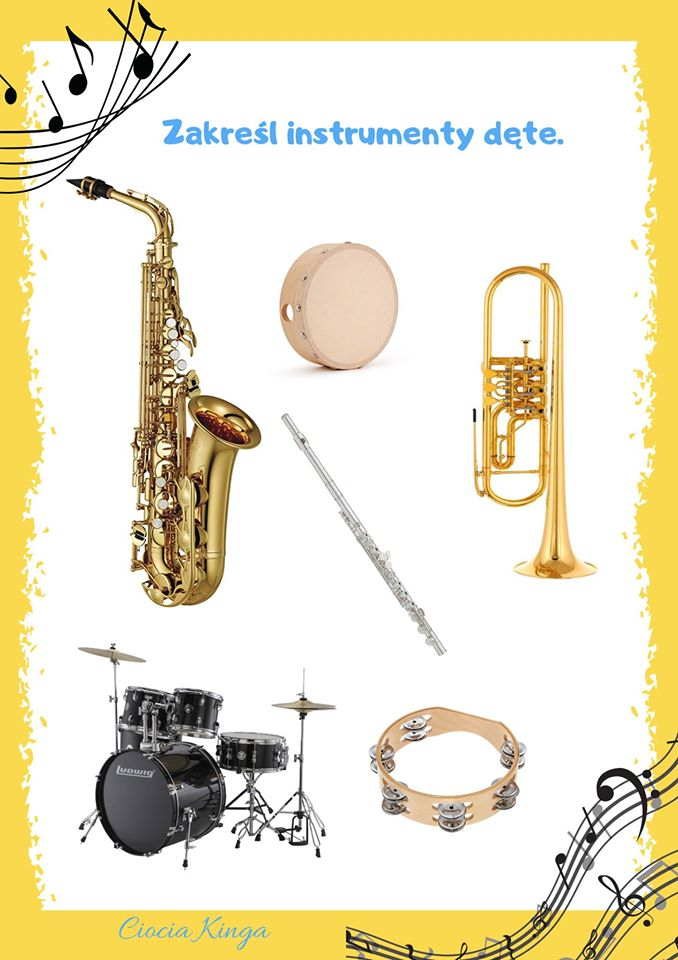 Zakreśl instrumenty dęte.
Ludwig
Ciocia Kinga